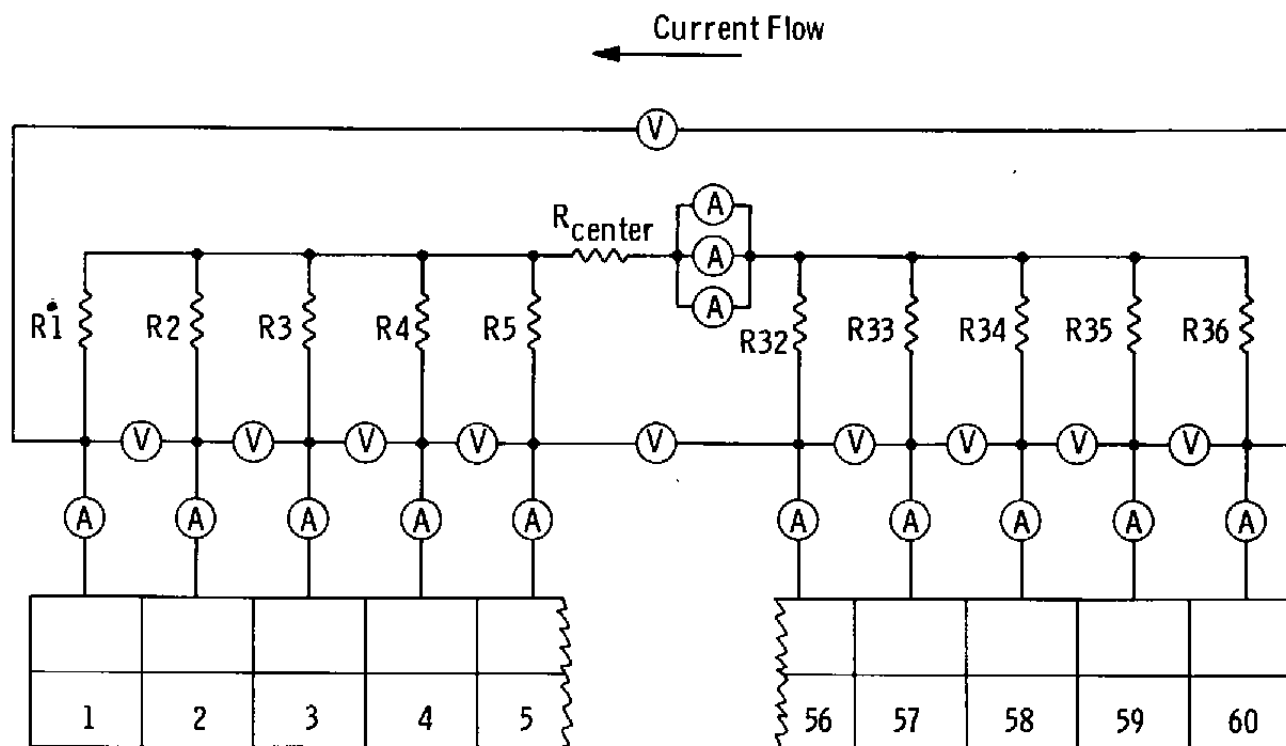 Current Flow
V
A
R center
A
A
R1 R2 R3 R4 R5 R32 R33 R34 R35 R36
V V V V V V V V V
A A A A A A A A A A
1 2 3 4 5 56 57 58 59 60